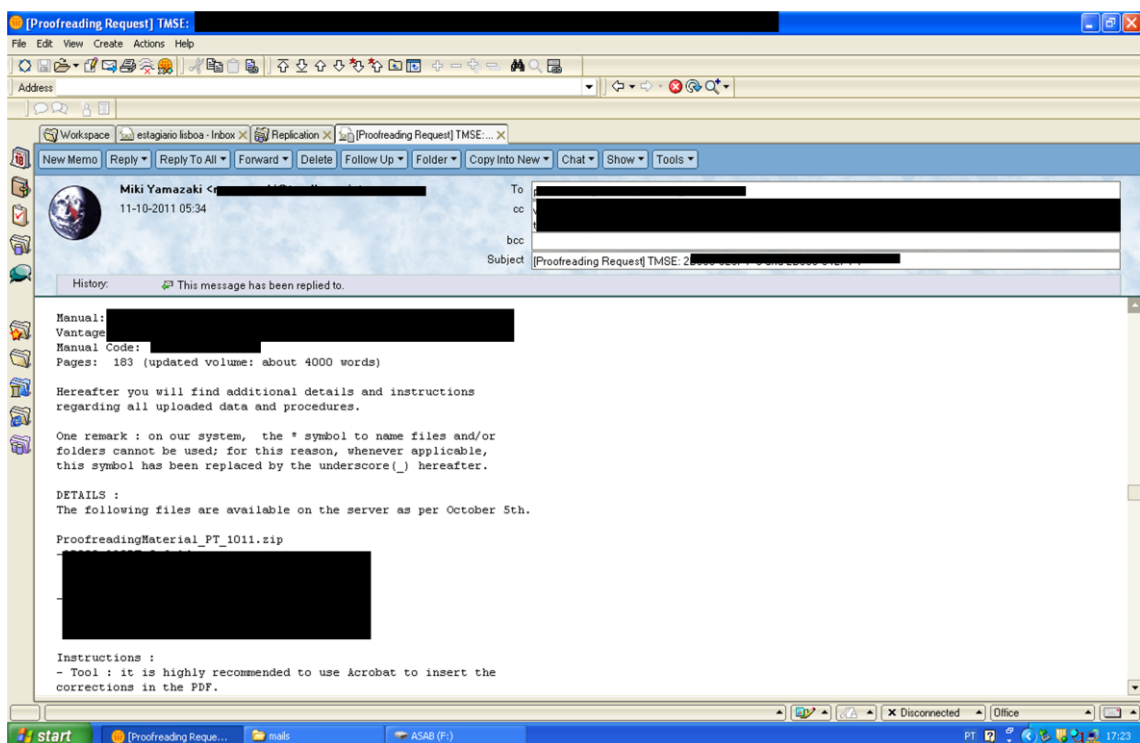 [Proofreading Request] TMSE:
File Edit View Create Actions Help
Address
Workspace estagiario lisboa - Inbox Replication [Proofreading Request] TMSE:...
New Memo Reply Reply To All Forward Delete Follow Up Folder Copy Into New Chat Show Tools
Miki Yamazaki <
To
11-10-2011 05:34
cc
bcc
Subject [Proofreading Request] TMSE:
History: This message has been replied to.
Manual:
Vantage
Manual Code:
Pages: 183 (updated volume: about 4000 words)
Hereafter you will find additional details and instructions
regarding all uploaded data and procedures.
One remark : on our system, the * symbol to name files and/or
folders cannot be used; for this reason, whenever applicable,
this symbol has been replaced by the underscore(_) hereafter.
DETAILS :
The following files are available on the server as per October 5th.
ProofreadingMaterial_PT_1011.zip
Instructions :
- Tool : it is highly recommended to use Acrobat to insert the
corrections in the PDF.
Disconnected Office
start [Proofreading Reque... mails ASAB (F:) PT 17:23